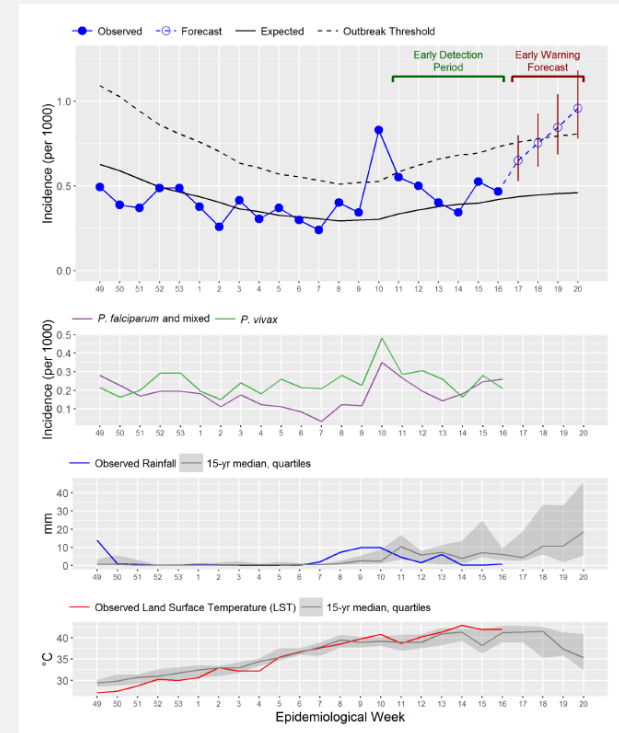 Observed Forecast Expected Outbreak Threshold
Early Detection
Period
Early Warning
Forecast
Incidence (per 1000)
1.0
0.5
0.0
49 50 51 52 53 1 2 3 4 5 6 7 8 9 10 11 12 13 14 15 16 17 18 19 20
P. falciparum and mixed P. vivax
Incidence (per 1000)
0.5
0.4
0.3
0.2
0.1
49 50 51 52 53 1 2 3 4 5 6 7 8 9 10 11 12 13 14 15 16 17 18 19 20
Observed Rainfall 15-yr median, quartiles
mm
40
30
20
10
0
49 50 51 52 53 1 2 3 4 5 6 7 8 9 10 11 12 13 14 15 16 17 18 19 20
Observed Land Surface Temperature (LST) 15-yr median, quartiles
°C
40
35
30
49 50 51 52 53 1 2 3 4 5 6 7 8 9 10 11 12 13 14 15 16 17 18 19 20
Epidemiological Week